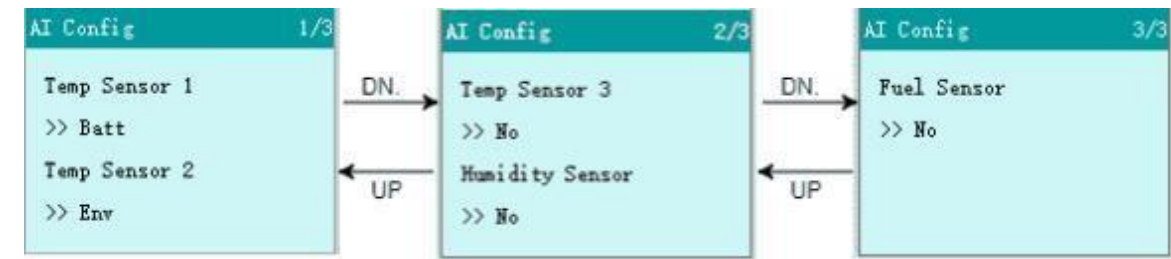 AI Config 1/3
Temp Sensor 1
>> Batt
Temp Sensor 2
>> Env
DN.
UP
AI Config 2/3
Temp Sensor 3
>> No
Humidity Sensor
>> No
DN.
UP
AI Config 3/3
Fuel Sensor
>> No